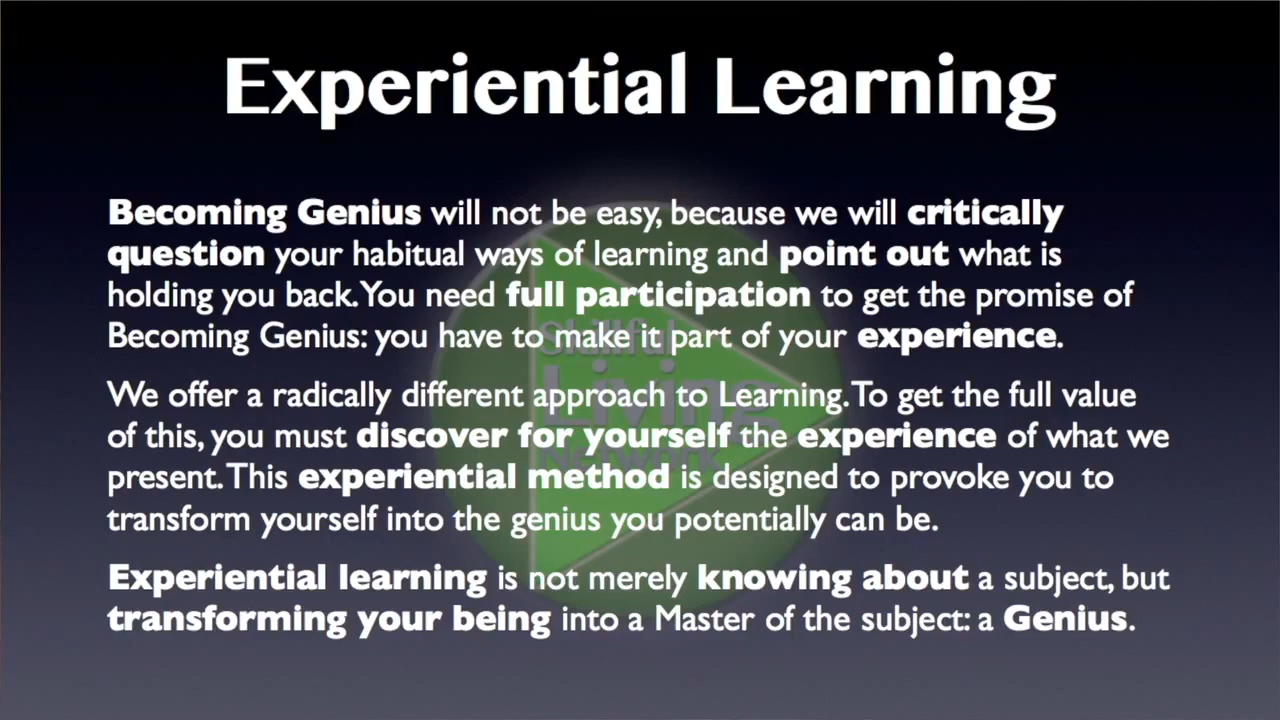 Experiential Learning
Becoming Genius will not be easy, because we will critically
question your habitual ways of learning and point out what is
holding you back. You need full participation to get the promise of
Becoming Genius: you have to make it part of your experience.
We offer a radically different approach to Learning. To get the full value
of this, you must discover for yourself the experience of what we
present. This experiential method is designed to provoke you to
transform yourself into the genius you potentially can be.
Experiential learning is not merely knowing about a subject, but
transforming your being into a Master of the subject: a Genius.
Skillful
Living
Network